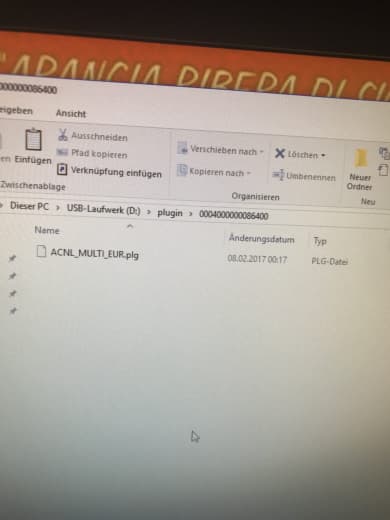 "ARANCIA RIBERA DI
000000086400
eigeben Ansicht
en Einfügen
Ausschneiden
Pfad kopieren
Verknüpfung einfügen
Zwischenablage
Verschieben nach
Kopieren nach
Löschen
Umbenennen
Organisieren
Neuer
Ordner
Neu
Dieser PC > USB-Laufwerk (D:) > plugin > 0004000000086400
Name Änderungsdatum Typ
ACNL_MULTI_EUR.plg 08.02.2017 00:17 PLG-Datei